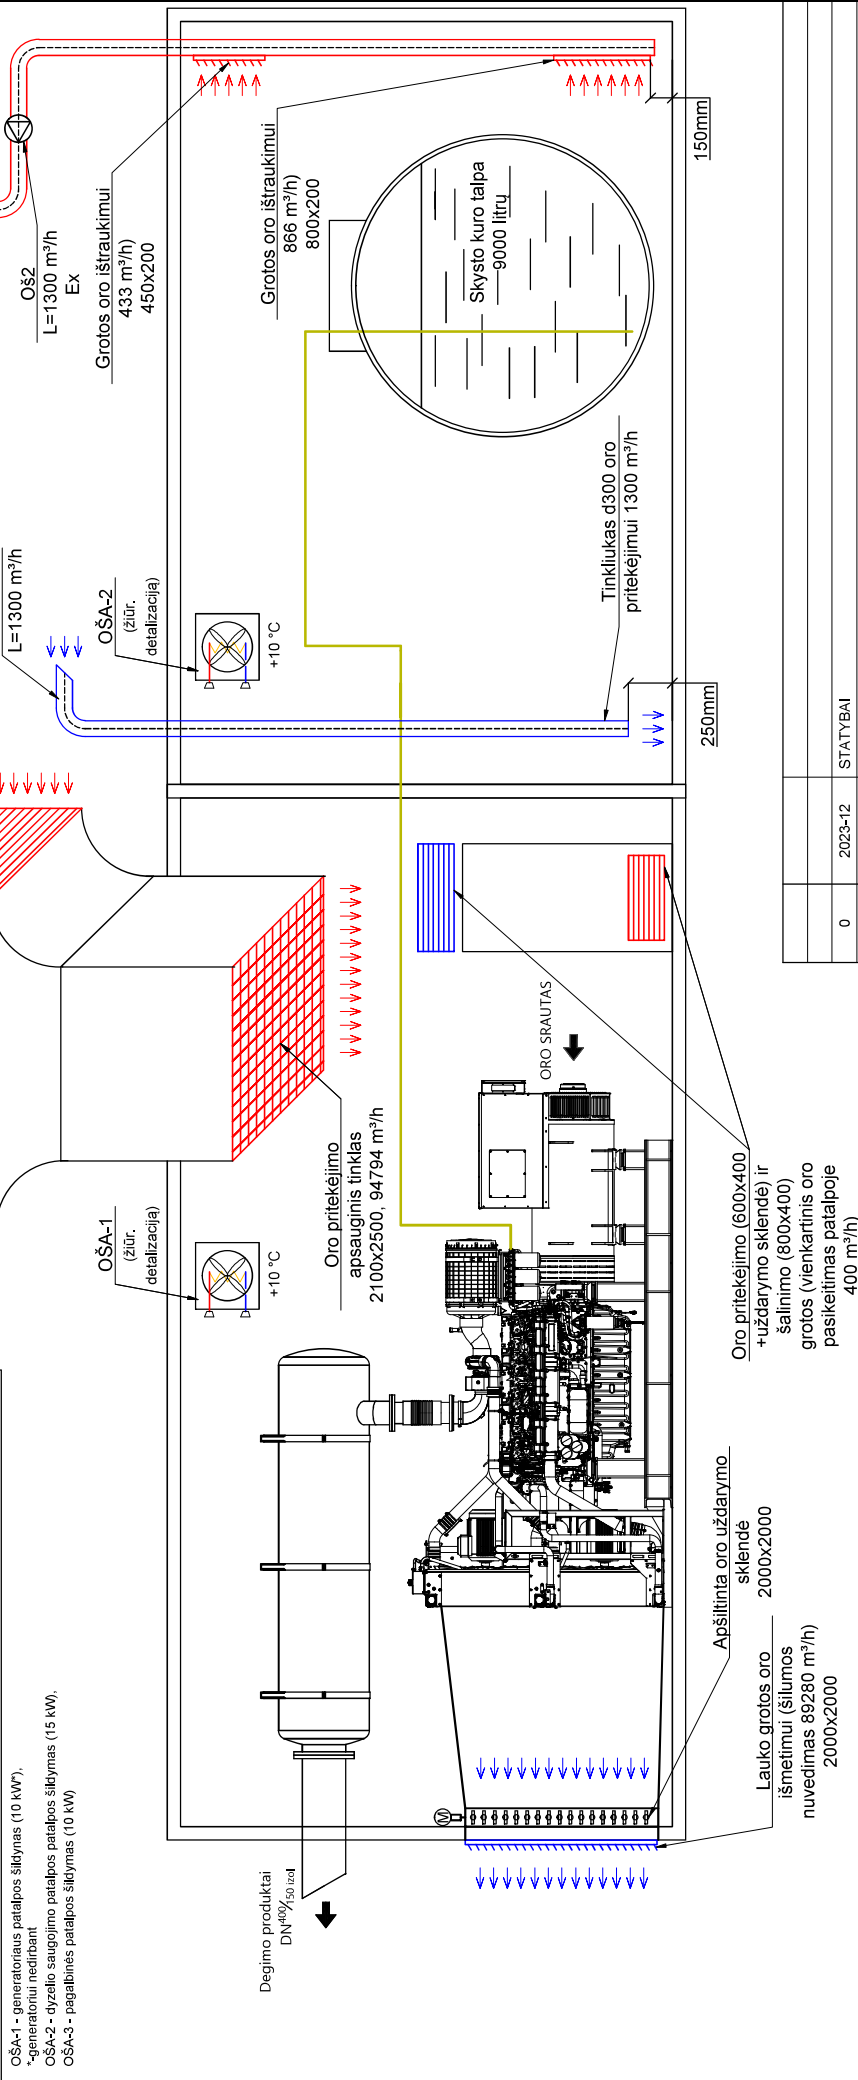 OŠA-1 - generatoriaus patalpos šildynas (10 kW*),
*-generatoriui nedirbant
OŠA-2 - dyzelio saugojimo patalpos šildymas (15 kW),
OŠA-3 - pagalbinės patalpos šildymas (10 kW)
Degimo produktai
DN400/150 izol
OŠA-1
(žiūr.
detalizaciją)
+10 °C
Oro pritekėjimo
apsauginis tinklas
2100x2500, 94794 m³/h
OŠA-2
(žiūr.
detalizaciją)
+10 °C
L=1300 m³/h
Oš2
L=1300 m³/h
Ex
Grotos oro ištraukimui
433 m³/h)
450x200
Grotos oro ištraukimui
866 m³/h)
800x200
Skysto kuro talpa
9000 litrų
150mm
Tinkliukas d300 oro
pritekėjimui 1300 m³/h
250mm
ORO SRAUTAS
M
Oro pritekėjimo (600x400
+uždarymo sklendė) ir
šalinimo (800x400)
grotos (vienkartinis oro
pasikeitimas patalpoje
400 m³/h)
Apšiltinta oro uždarymo
sklendė
2000x2000
Lauko grotos oro
išmetimui (šilumos
nuvedimas 89280 m³/h)
2000x2000
0
2023-12
STATYBAI